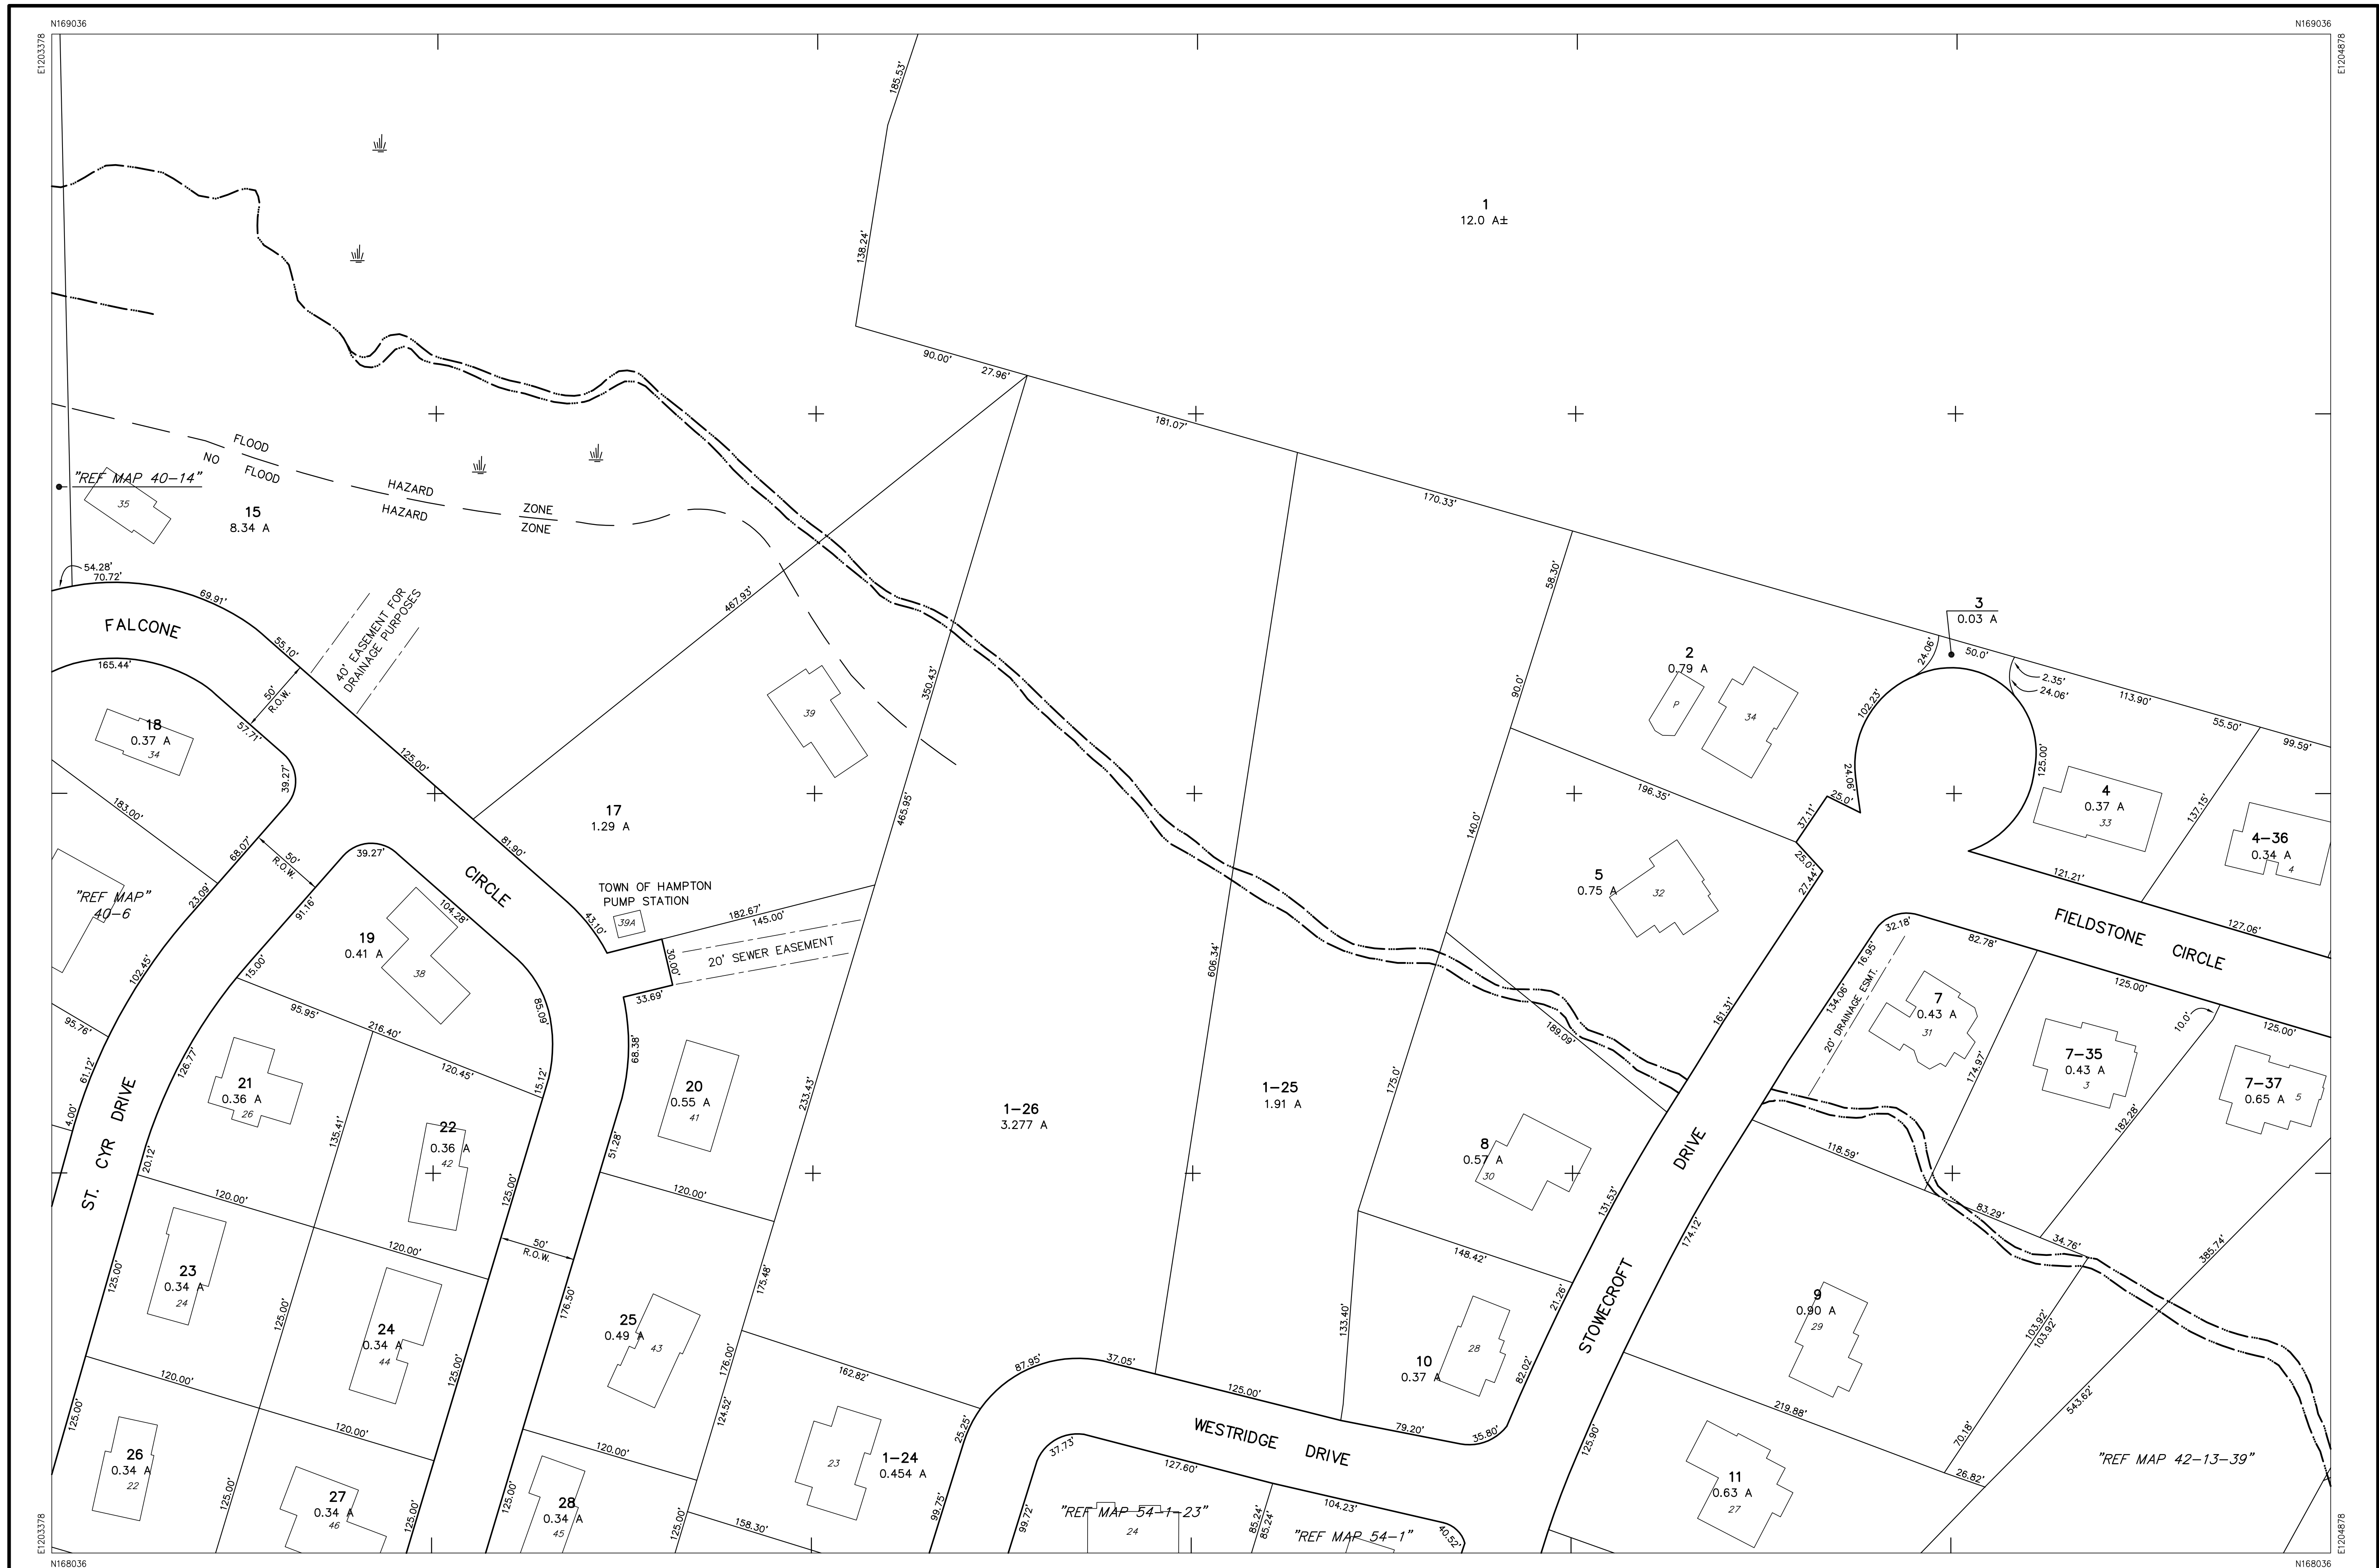 N169036
N169036
E1203378
E1204878
185.53'
138.24'
1
12.0 A±
90.00'
27.96'
181.07'
170.33'
FLOOD
NO FLOOD
HAZARD
HAZARD
ZONE
ZONE
"REF MAP 40-14"
35
15
8.34 A
54.28'
70.72'
69.91'
55.10'
FALCONE
165.44'
50'
R.O.W.
40' EASEMENT FOR
DRAINAGE PURPOSES
467.93'
350.43'
465.95'
58.30'
90.0'
140.0'
3
0.03 A
24.06'
50.0'
2.35'
24.06'
113.90'
55.50'
99.59'
2
0.79 A
P
34
102.23'
125.00'
24.06'
25.0'
37.11'
196.35'
25.0'
27.44'
4
0.37 A
33
137.15'
4-36
0.34 A
4
121.21'
127.06'
18
0.37 A
34
57.71'
39.27'
125.00'
183.00'
68.07'
50'
R.O.W.
23.09'
"REF MAP"
40-6
39
17
1.29 A
81.90'
39.27'
CIRCLE
TOWN OF HAMPTON
PUMP STATION
39A
43.10'
182.67'
145.00'
30.00'
20' SEWER EASEMENT
33.69'
91.16'
104.28'
19
0.41 A
38
15.00'
102.45'
95.76'
61.12'
4.00'
126.77'
95.95'
216.40'
120.45'
85.09'
15.12'
68.38'
5
0.75 A
32
606.34'
189.09'
175.0'
161.31'
32.18'
16.95'
134.06'
82.78'
FIELDSTONE CIRCLE
125.00'
20' DRAINAGE ESMT.
7
0.43 A
31
174.97'
7-35
0.43 A
3
10.0'
125.00'
182.28'
7-37
0.65 A
5
21
0.36 A
26
135.41'
22
0.36 A
42
20
0.55 A
41
233.43'
51.28'
ST. CYR DRIVE
20.12'
120.00'
125.00'
120.00'
1-26
3.277 A
1-25
1.91 A
8
0.57 A
30
131.53'
DRIVE
174.12'
118.59'
83.29'
34.76'
385.74'
23
0.34 A
24
125.00'
120.00'
50'
R.O.W.
176.50'
175.48'
148.42'
21.26'
STOWECROFT
9
0.90 A
29
103.92'
103.92'
125.00'
24
0.34 A
44
125.00'
25
0.49 A
43
176.00'
162.82'
124.52'
133.40'
10
0.37 A
28
82.02'
543.62'
219.88'
120.00'
120.00'
120.00'
87.95'
37.05'
125.00'
79.20'
35.80'
WESTRIDGE DRIVE
125.90'
70.18'
26.82'
125.00'
26
0.34 A
22
125.00'
27
0.34 A
46
125.00'
125.00'
28
0.34 A
45
125.00'
158.30'
1-24
0.454 A
23
25.25'
99.75'
37.73'
127.60'
99.72'
"REF MAP 54-1-23"
24
85.24'
85.24'
104.23'
"REF MAP 54-1"
40.52'
11
0.63 A
27
"REF MAP 42-13-39"
E1203378
E1204878
N168036
N168036